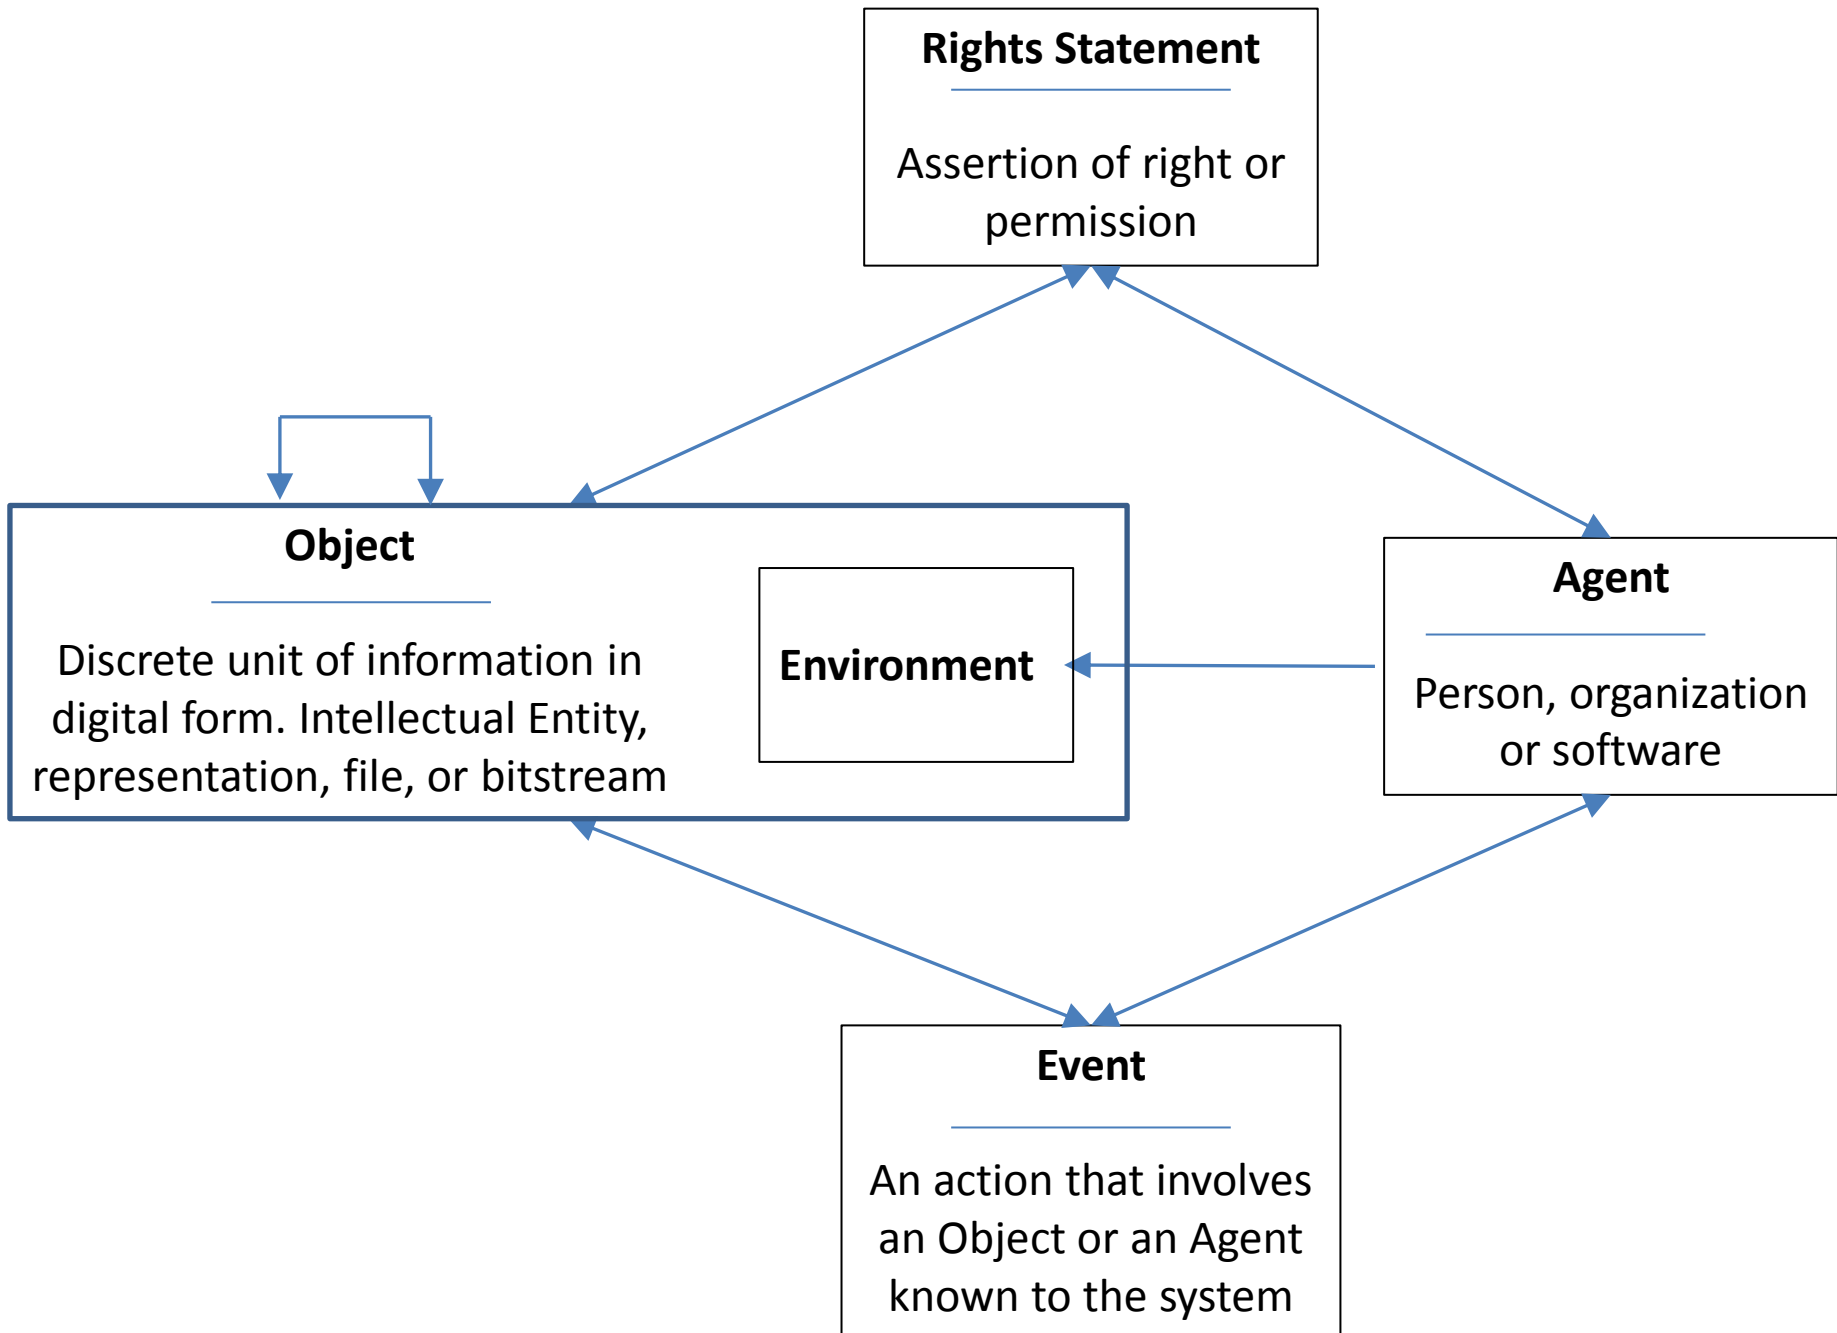 Rights Statement
Assertion of right or
permission
Object
Discrete unit of information in
digital form. Intellectual Entity,
representation, file, or bitstream
Environment
Agent
Person, organization
or software
Event
An action that involves
an Object or an Agent
known to the system